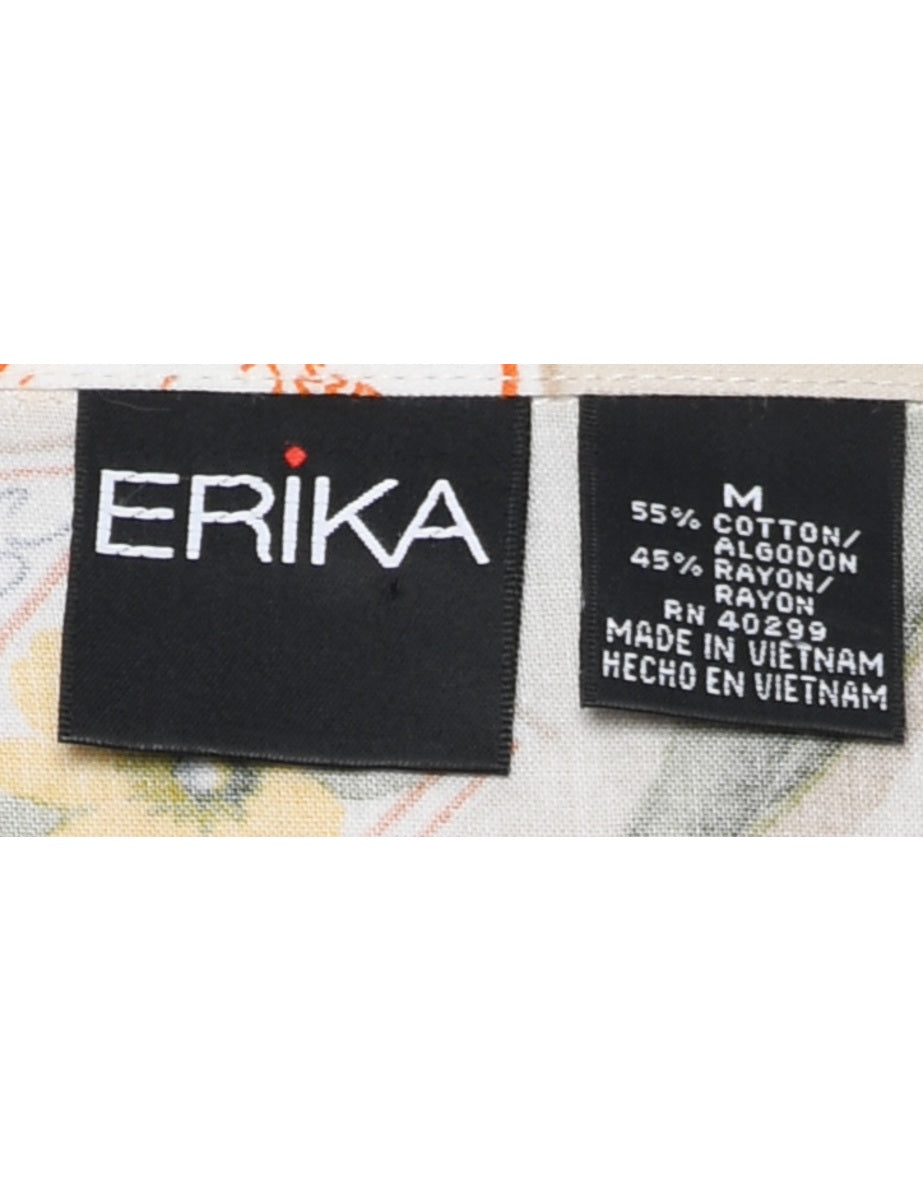 ERiKA
M
55% COTTON/
ALGODON
45% RAYON/
RAYON
RN 40299
MADE IN VIETNAM
HECHO EN VIETNAM